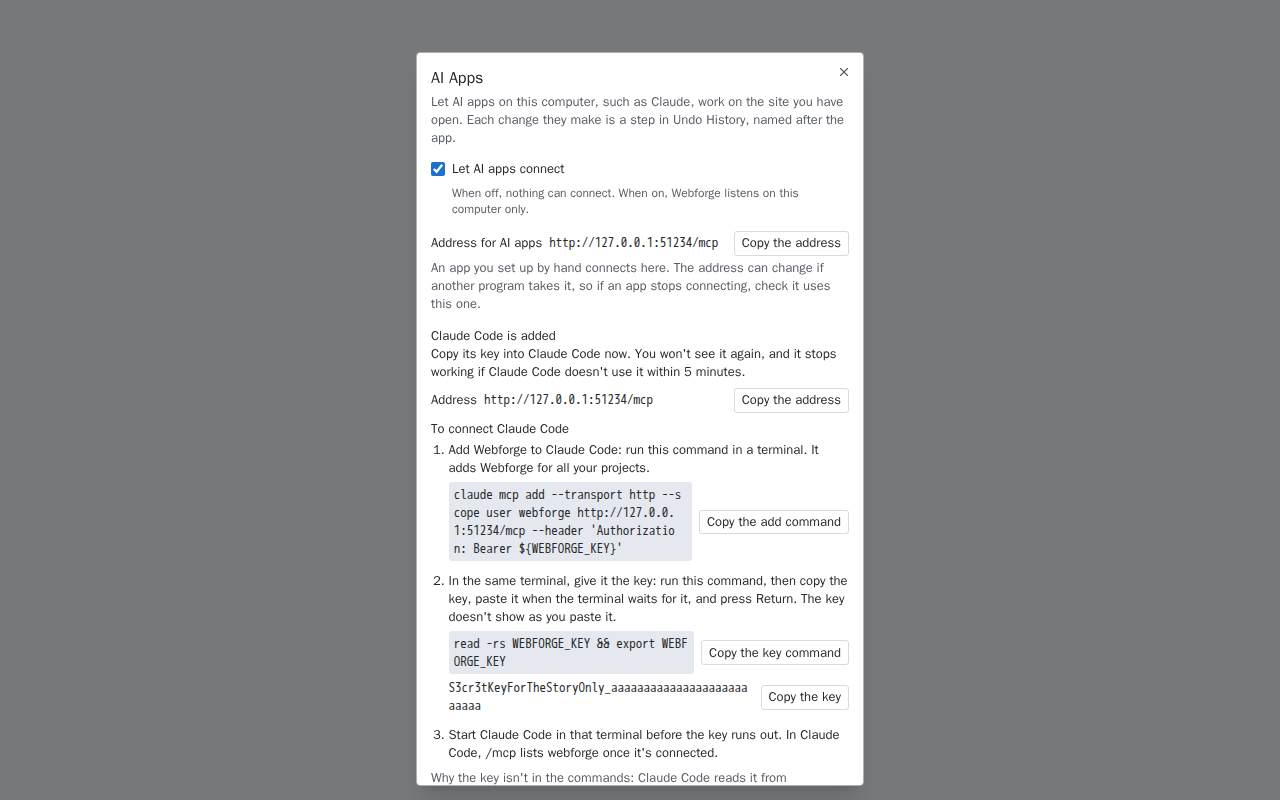 AI Apps
Let AI apps on this computer, such as Claude, work on the site you have
open. Each change they make is a step in Undo History, named after the
app.
Let AI apps connect
When off, nothing can connect. When on, Webforge listens on this
computer only.
Address for AI apps http://127.0.0.1:51234/mcp Copy the address
An app you set up by hand connects here. The address can change if
another program takes it, so if an app stops connecting, check it uses
this one.
Claude Code is added
Copy its key into Claude Code now. You won't see it again, and it stops
working if Claude Code doesn't use it within 5 minutes.
Address http://127.0.0.1:51234/mcp Copy the address
To connect Claude Code
1. Add Webforge to Claude Code: run this command in a terminal. It
adds Webforge for all your projects.
claude mcp add --transport http --s
cope user webforge http://127.0.0.
1:51234/mcp --header 'Authorizatio
n: Bearer ${WEBFORGE_KEY}'
Copy the add command
2. In the same terminal, give it the key: run this command, then copy the
key, paste it when the terminal waits for it, and press Return. The key
doesn't show as you paste it.
read -rs WEBFORGE_KEY && export WEBF
ORGE_KEY
Copy the key command
S3cr3tKeyForTheStoryOnly_aaaaaaaaaaaaaaaaaaaaa
aaaaa
Copy the key
3. Start Claude Code in that terminal before the key runs out. In Claude
Code, /mcp lists webforge once it's connected.
Why the key isn't in the commands: Claude Code reads it from